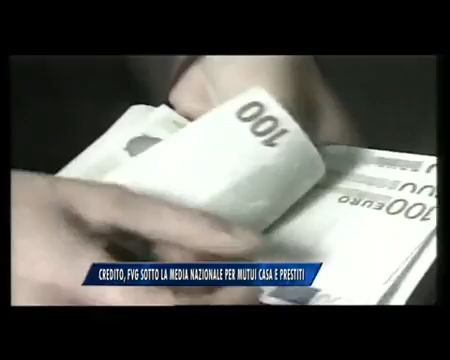 100
100
EURO
CREDITO, FVG SOTTO LA MEDIA NAZIONALE PER MUTUI CASA E PRESTITI